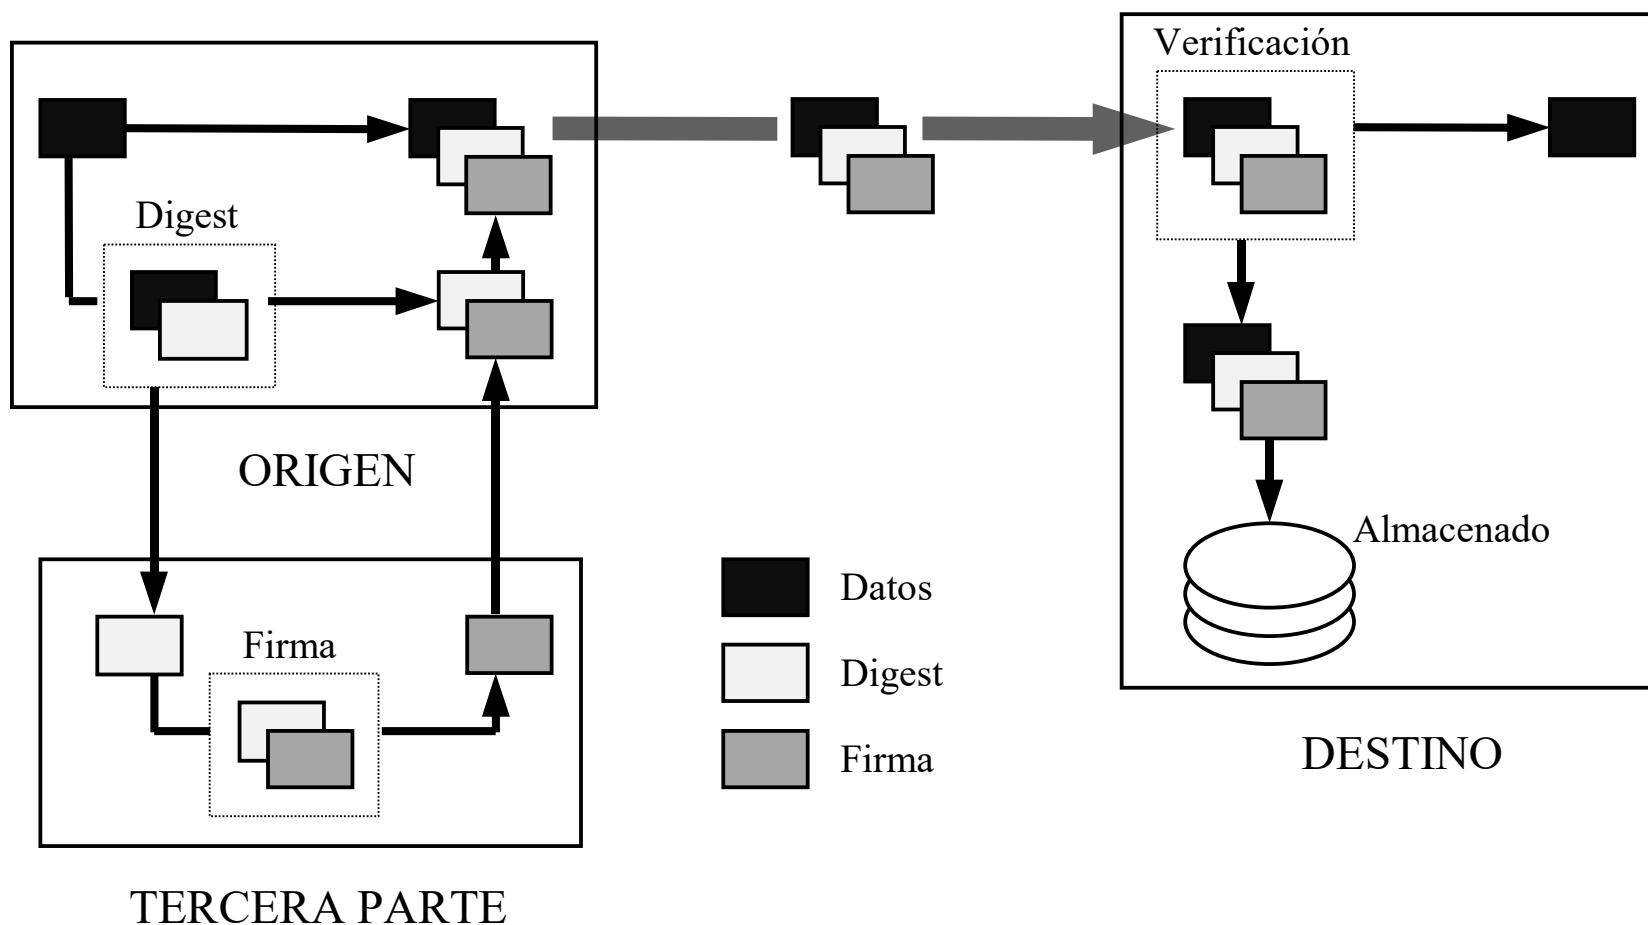 Verificación
Digest
ORIGEN
Almacenado
Datos
Firma
Digest
Firma
DESTINO
TERCERA PARTE